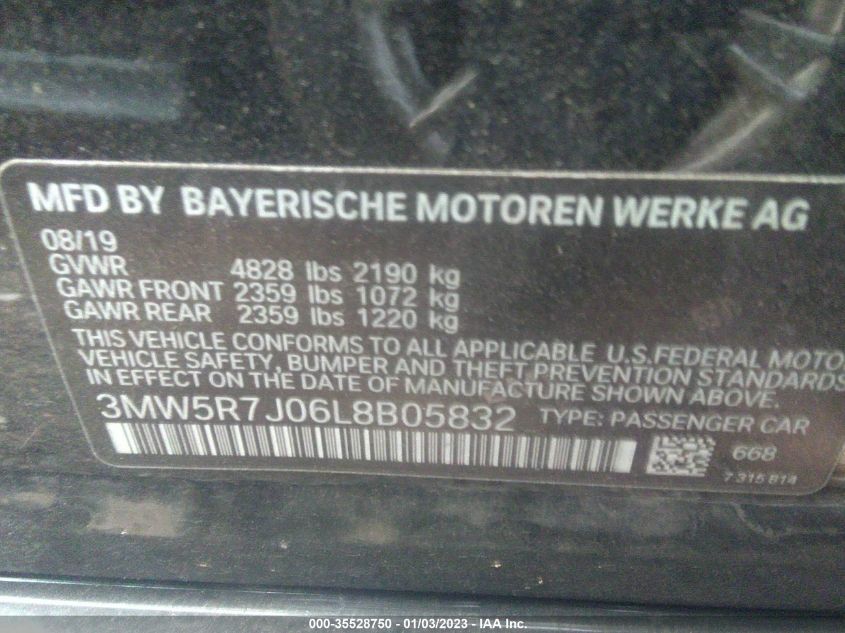 MFD BY BAYERISCHE MOTOREN WERKE AG
08/19
GVWR 4828 lbs 2190 kg
GAWR FRONT 2359 lbs 1072 kg
GAWR REAR 2359 lbs 1220 kg
THIS VEHICLE CONFORMS TO ALL APPLICABLE U.S.FEDERAL MOTO
VEHICLE SAFETY, BUMPER AND THEFT PREVENTION STANDARDS
IN EFFECT ON THE DATE OF MANUFACTURE SHOWN ABOVE.
3MW5R7J06L8B05832 TYPE: PASSENGER CAR
668
7 315 814
000-35528750 - 01/03/2023 - IAA Inc.